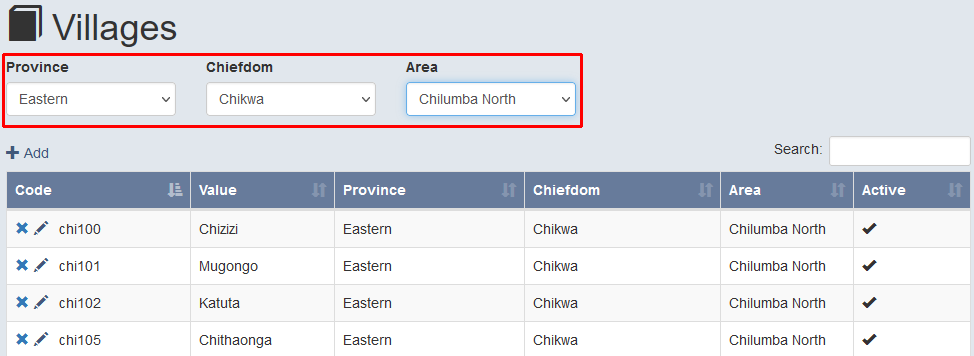 Villages
Province Chiefdom Area
Eastern Chikwa Chilumba North
Add Search:
Code Value Province Chiefdom Area Active
chi100 Chizizi Eastern Chikwa Chilumba North
chi101 Mugongo Eastern Chikwa Chilumba North
chi102 Katuta Eastern Chikwa Chilumba North
chi105 Chithaonga Eastern Chikwa Chilumba North